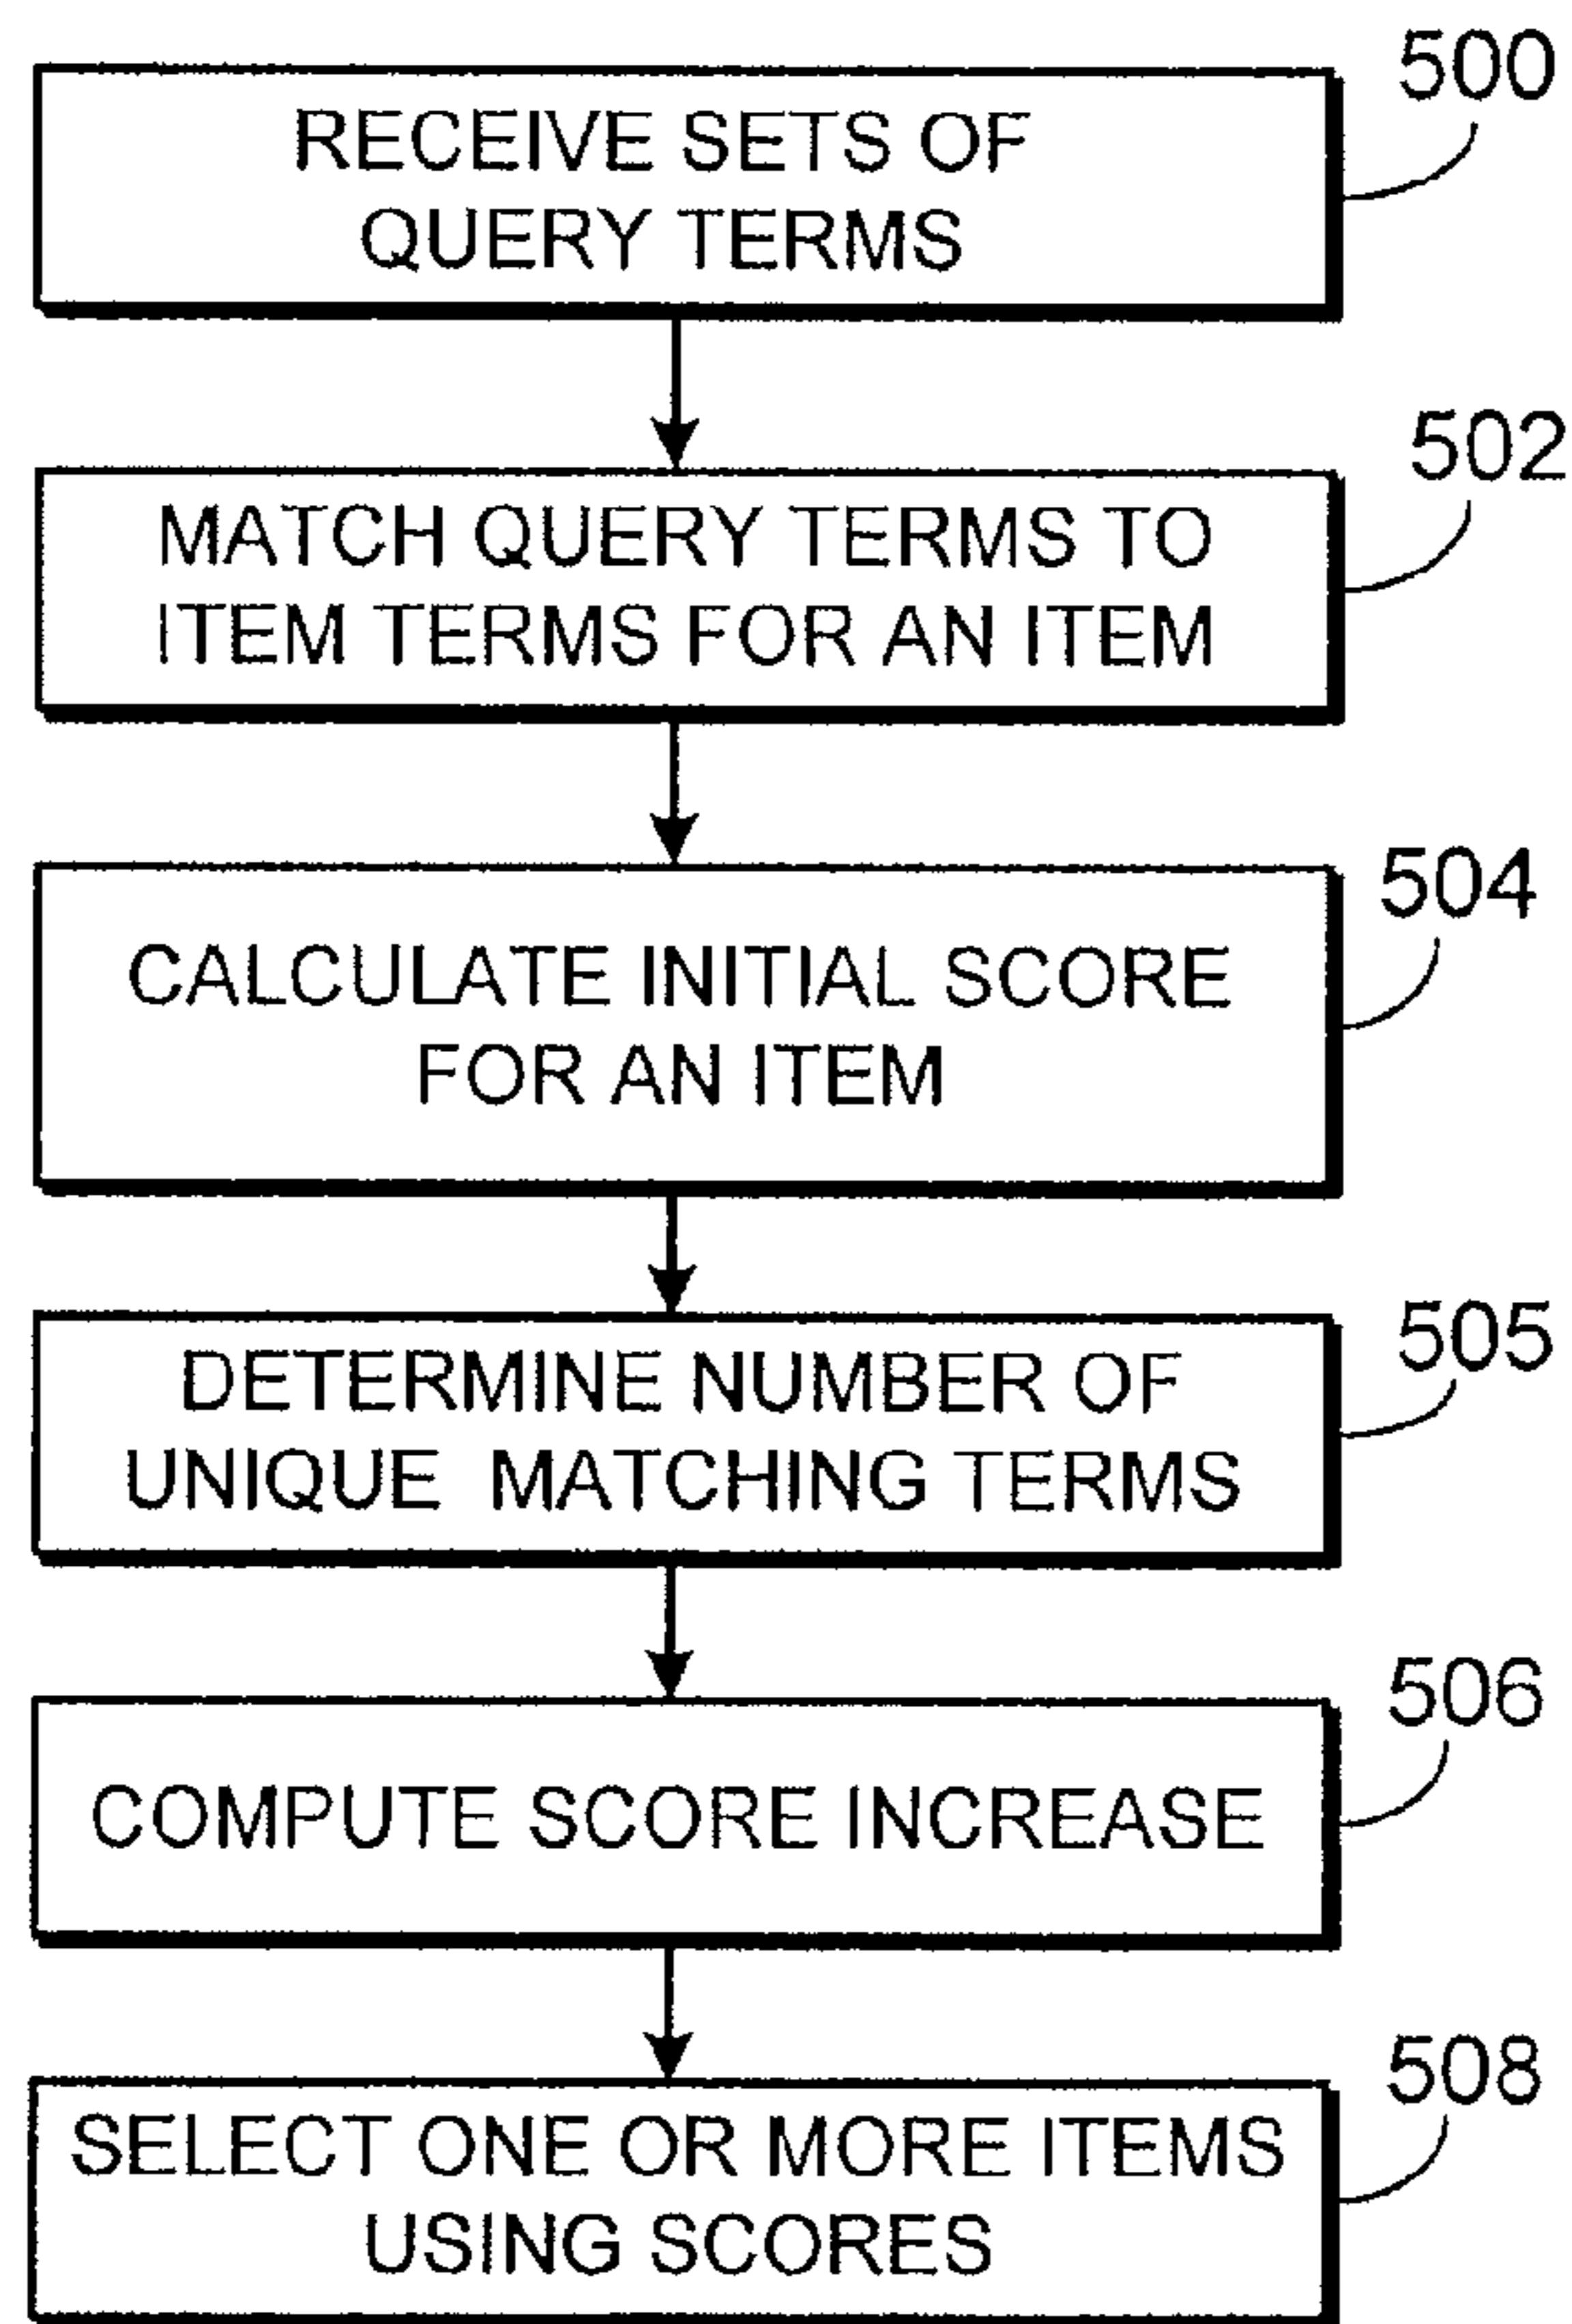 500
RECEIVE SETS OF
QUERY TERMS
502
MATCH QUERY TERMS TO
ITEM TERMS FOR AN ITEM
504
CALCULATE INITIAL SCORE
FOR AN ITEM
505
DETERMINE NUMBER OF
UNIQUE MATCHING TERMS
506
COMPUTE SCORE INCREASE
508
SELECT ONE OR MORE ITEMS
USING SCORES